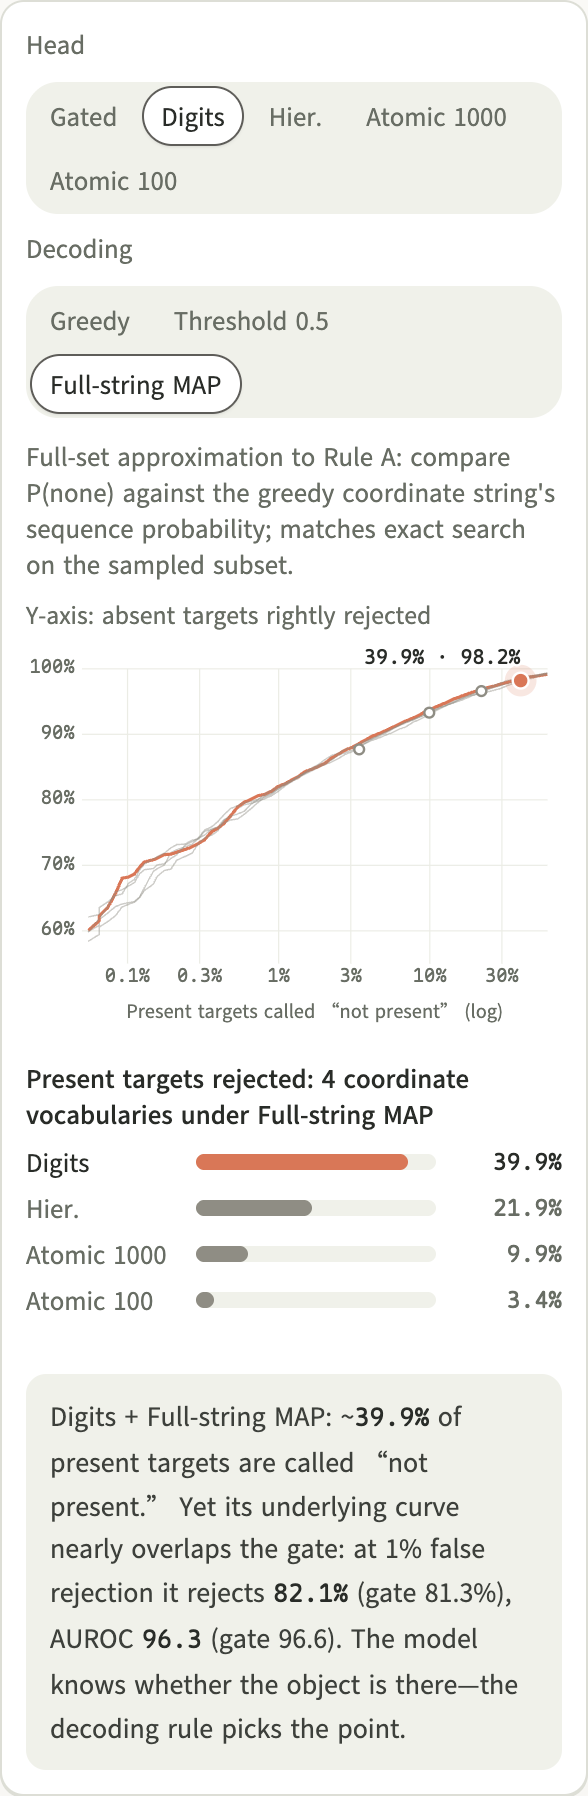 Head
Gated Digits Hier. Atomic 1000
Atomic 100
Decoding
Greedy Threshold 0.5
Full-string MAP
Full-set approximation to Rule A: compare
P(none) against the greedy coordinate string's
sequence probability; matches exact search
on the sampled subset.
Y-axis: absent targets rightly rejected
39.9% · 98.2%
100%
90%
80%
70%
60%
0.1% 0.3% 1% 3% 10% 30%
Present targets called “not present” (log)
Present targets rejected: 4 coordinate
vocabularies under Full-string MAP
Digits 39.9%
Hier. 21.9%
Atomic 1000 9.9%
Atomic 100 3.4%
Digits + Full-string MAP: ~39.9% of
present targets are called “not
present.” Yet its underlying curve
nearly overlaps the gate: at 1% false
rejection it rejects 82.1% (gate 81.3%),
AUROC 96.3 (gate 96.6). The model
knows whether the object is there—the
decoding rule picks the point.